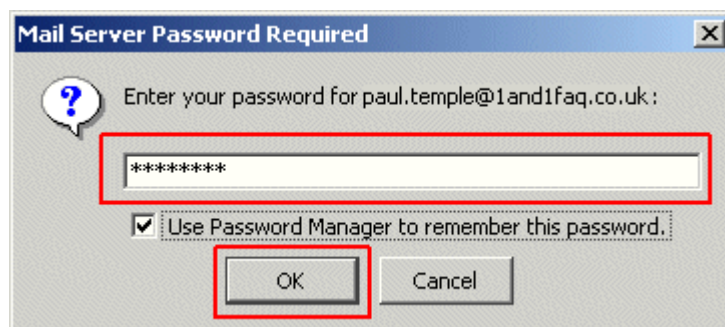 Mail Server Password Required
Enter your password for paul.temple@1and1faq.co.uk:
********
Use Password Manager to remember this password.
OK Cancel